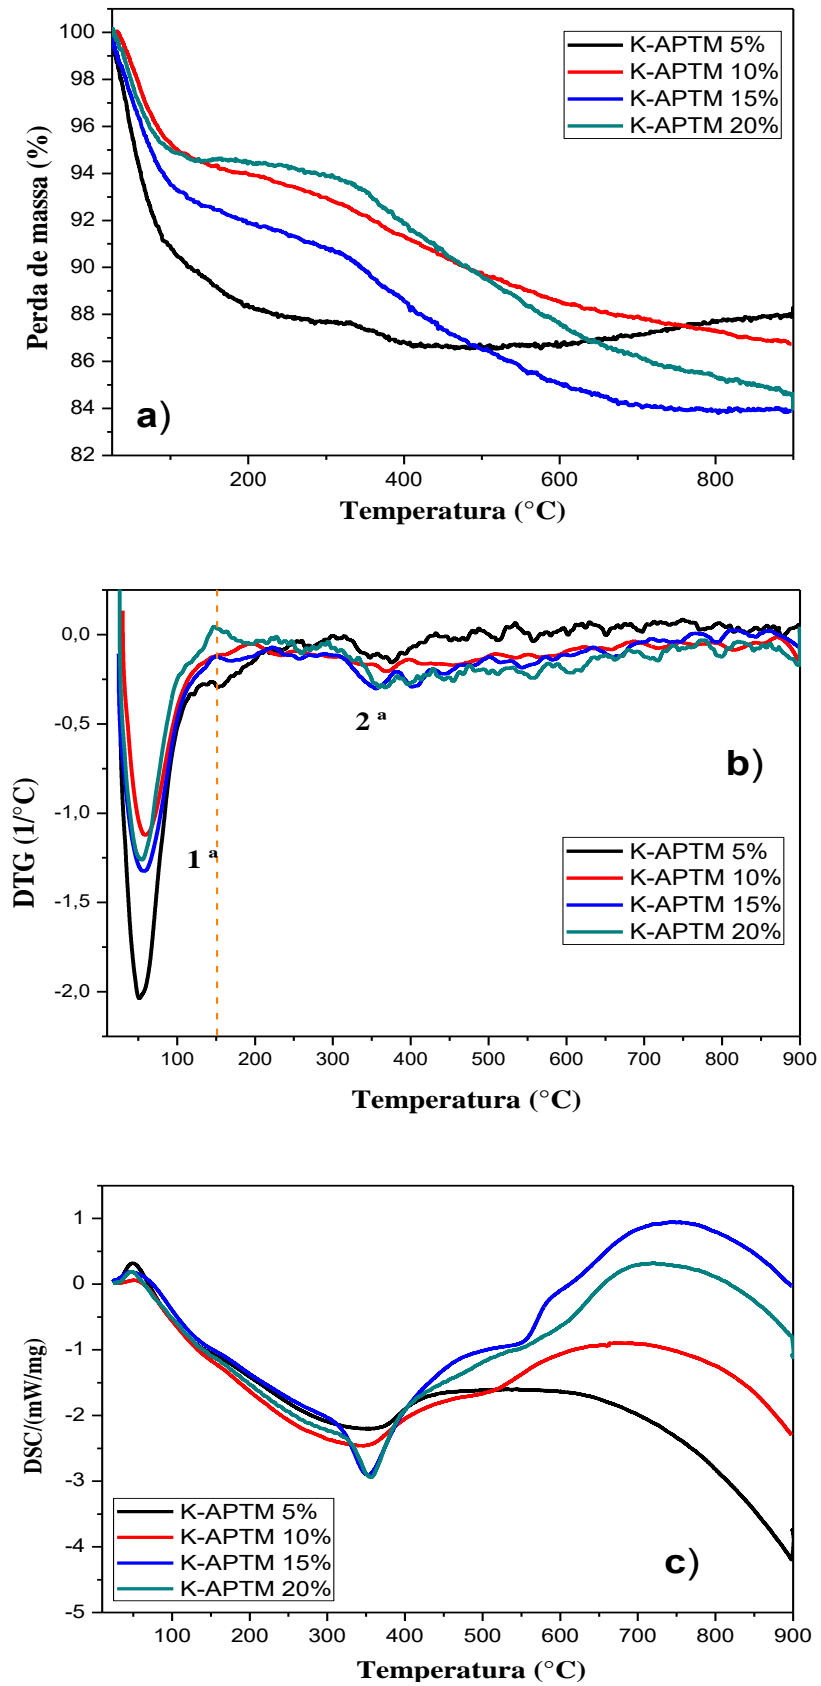 100
98
96
94
92
90
88
86
84
82
Perda de massa (%)
K-APTM 5%
K-APTM 10%
K-APTM 15%
K-APTM 20%
a)
200
400
600
800
Temperatura (°C)
0,0
-0,5
-1,0
-1,5
-2,0
DTG (1/°C)
1 a
2 a
b)
K-APTM 5%
K-APTM 10%
K-APTM 15%
K-APTM 20%
100
200
300
400
500
600
700
800
900
Temperatura (°C)
1
0
-1
-2
-3
-4
-5
DSC/(mW/mg)
K-APTM 5%
K-APTM 10%
K-APTM 15%
K-APTM 20%
c)
100
200
300
400
500
600
700
800
900
Temperatura (°C)